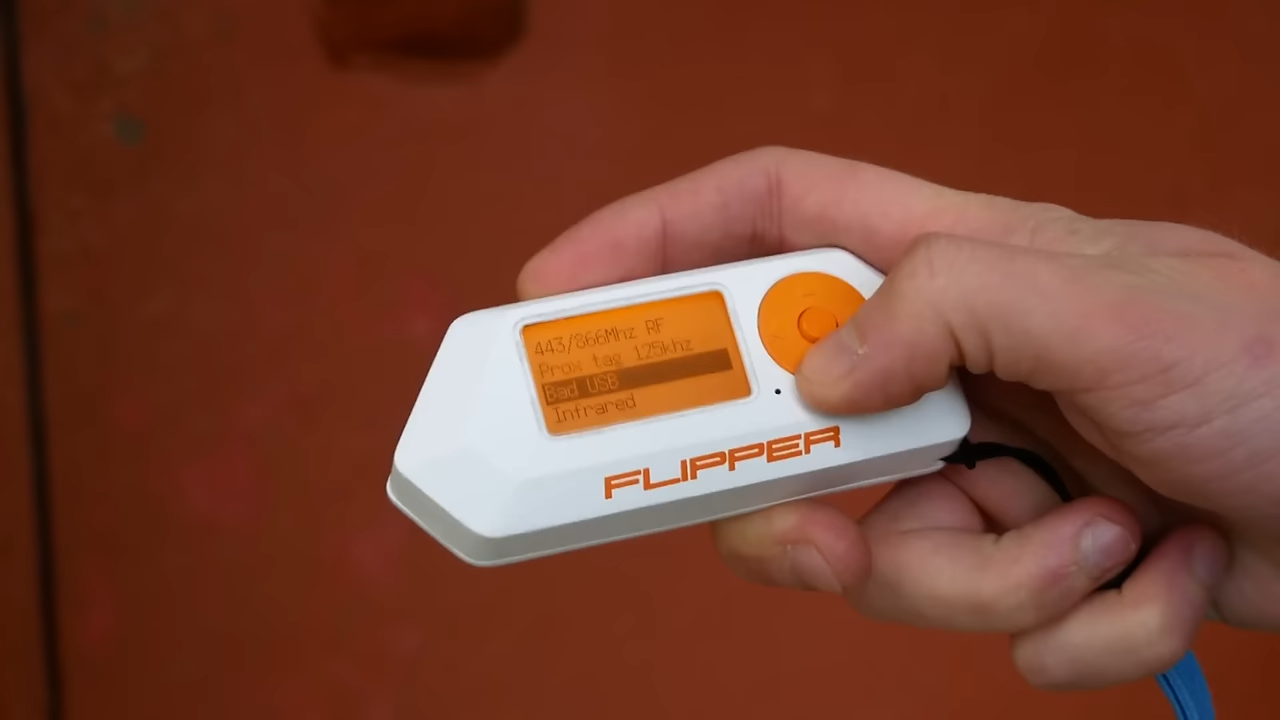 443/866Mhz RF
Prox tag 125khz
Bad USB
Infrared
FLIPPER